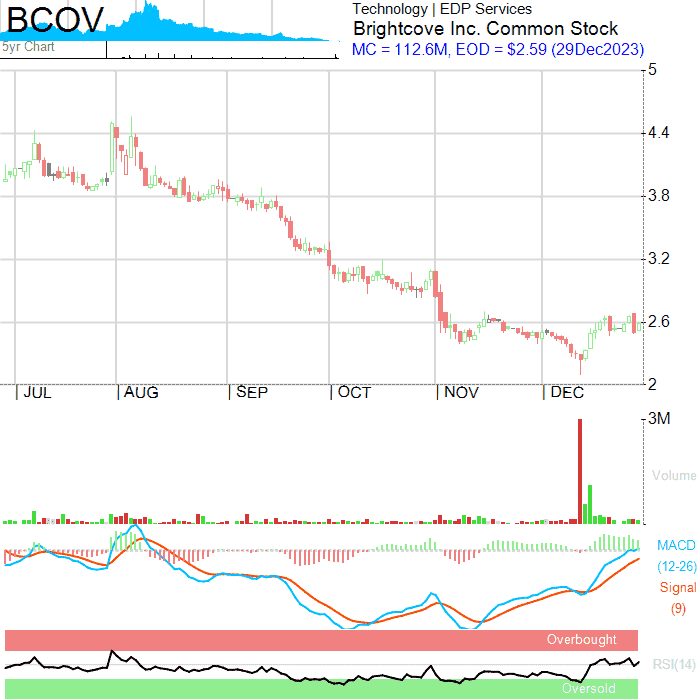 BCOV
5yr Chart
Technology | EDP Services
Brightcove Inc. Common Stock
MC = 112.6M, EOD = $2.59 (29Dec2023)
5
4.4
3.8
3.2
2.6
2
JUL AUG SEP OCT NOV DEC
3M
Volume
MACD
(12-26)
Signal
(9)
Overbought
RSI(14)
Oversold